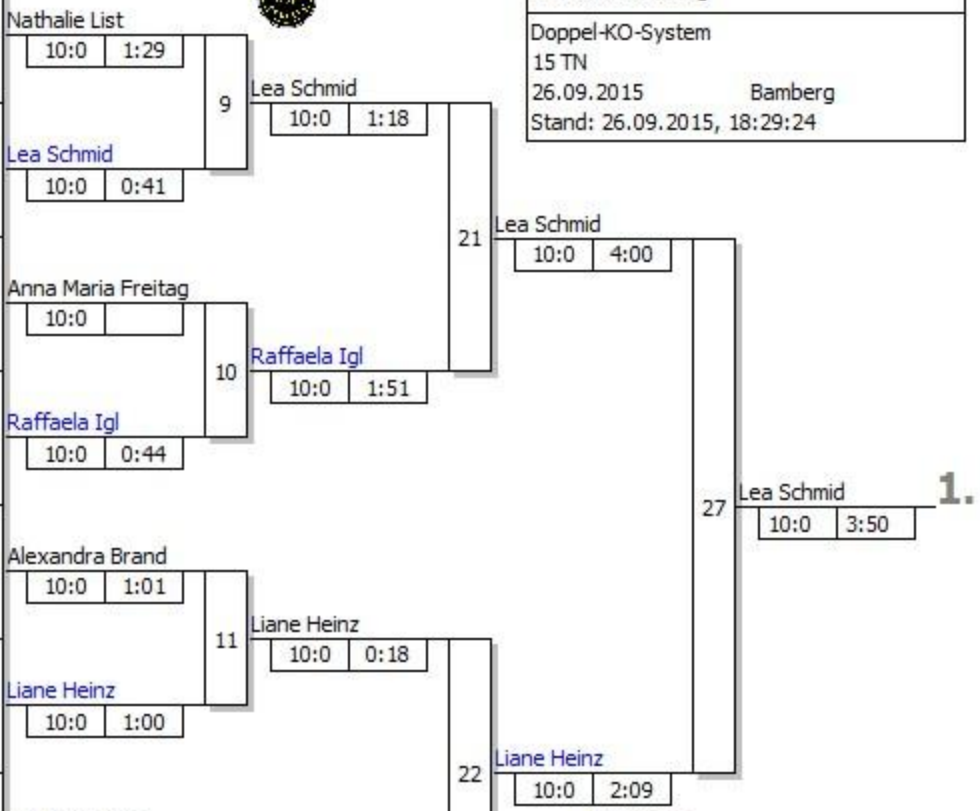 Nathalie List
10:0 1:29
9
Lea Schmid
10:0 1:18
Lea Schmid
10:0 0:41
21
Lea Schmid
10:0 4:00
Anna Maria Freitag
10:0
10
Raffaela Igl
10:0 1:51
Raffaela Igl
10:0 0:44
27
Lea Schmid
10:0 3:50
1.
Alexandra Brand
10:0 1:01
11
Liane Heinz
10:0 0:18
Liane Heinz
10:0 1:00
22
Liane Heinz
10:0 2:09
Doppel-KO-System
15 TN
26.09.2015 Bamberg
Stand: 26.09.2015, 18:29:24